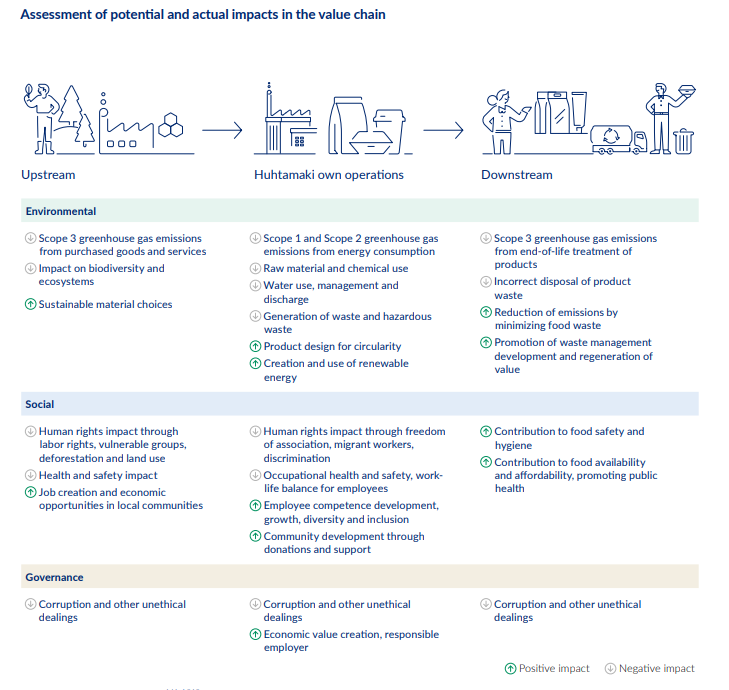 Assessment of potential and actual impacts in the value chain
Upstream
Huhtamaki own operations
Downstream
Environmental
Scope 3 greenhouse gas emissions
from purchased goods and services
Impact on biodiversity and
ecosystems
Sustainable material choices
Scope 1 and Scope 2 greenhouse gas
emissions from energy consumption
Raw material and chemical use
Water use, management and
discharge
Generation of waste and hazardous
waste
Product design for circularity
Creation and use of renewable
energy
Scope 3 greenhouse gas emissions
from end-of-life treatment of
products
Incorrect disposal of product
waste
Reduction of emissions by
minimizing food waste
Promotion of waste management
development and regeneration of
value
Social
Human rights impact through
labor rights, vulnerable groups,
deforestation and land use
Health and safety impact
Job creation and economic
opportunities in local communities
Human rights impact through freedom
of association, migrant workers,
discrimination
Occupational health and safety, work-
life balance for employees
Employee competence development,
growth, diversity and inclusion
Community development through
donations and support
Contribution to food safety and
hygiene
Contribution to food availability
and affordability, promoting public
health
Governance
Corruption and other unethical
dealings
Corruption and other unethical
dealings
Economic value creation, responsible
employer
Corruption and other unethical
dealings
Positive impact
Negative impact